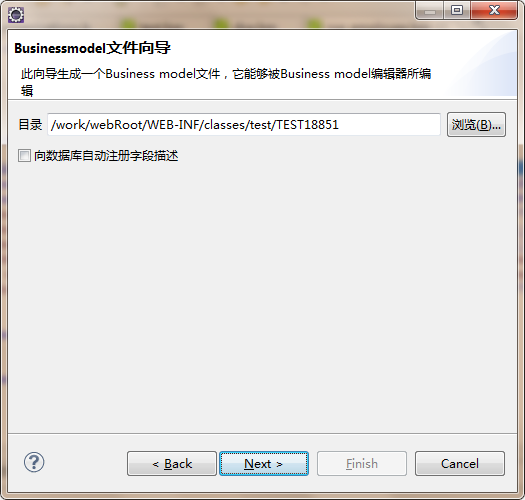 Businessmodel文件向导
此向导生成一个Business model文件，它能够被Business model编辑器所编
辑
目录 /work/webRoot/WEB-INF/classes/test/TEST18851 浏览(B)...
向数据库自动注册字段描述
? < Back Next > Finish Cancel